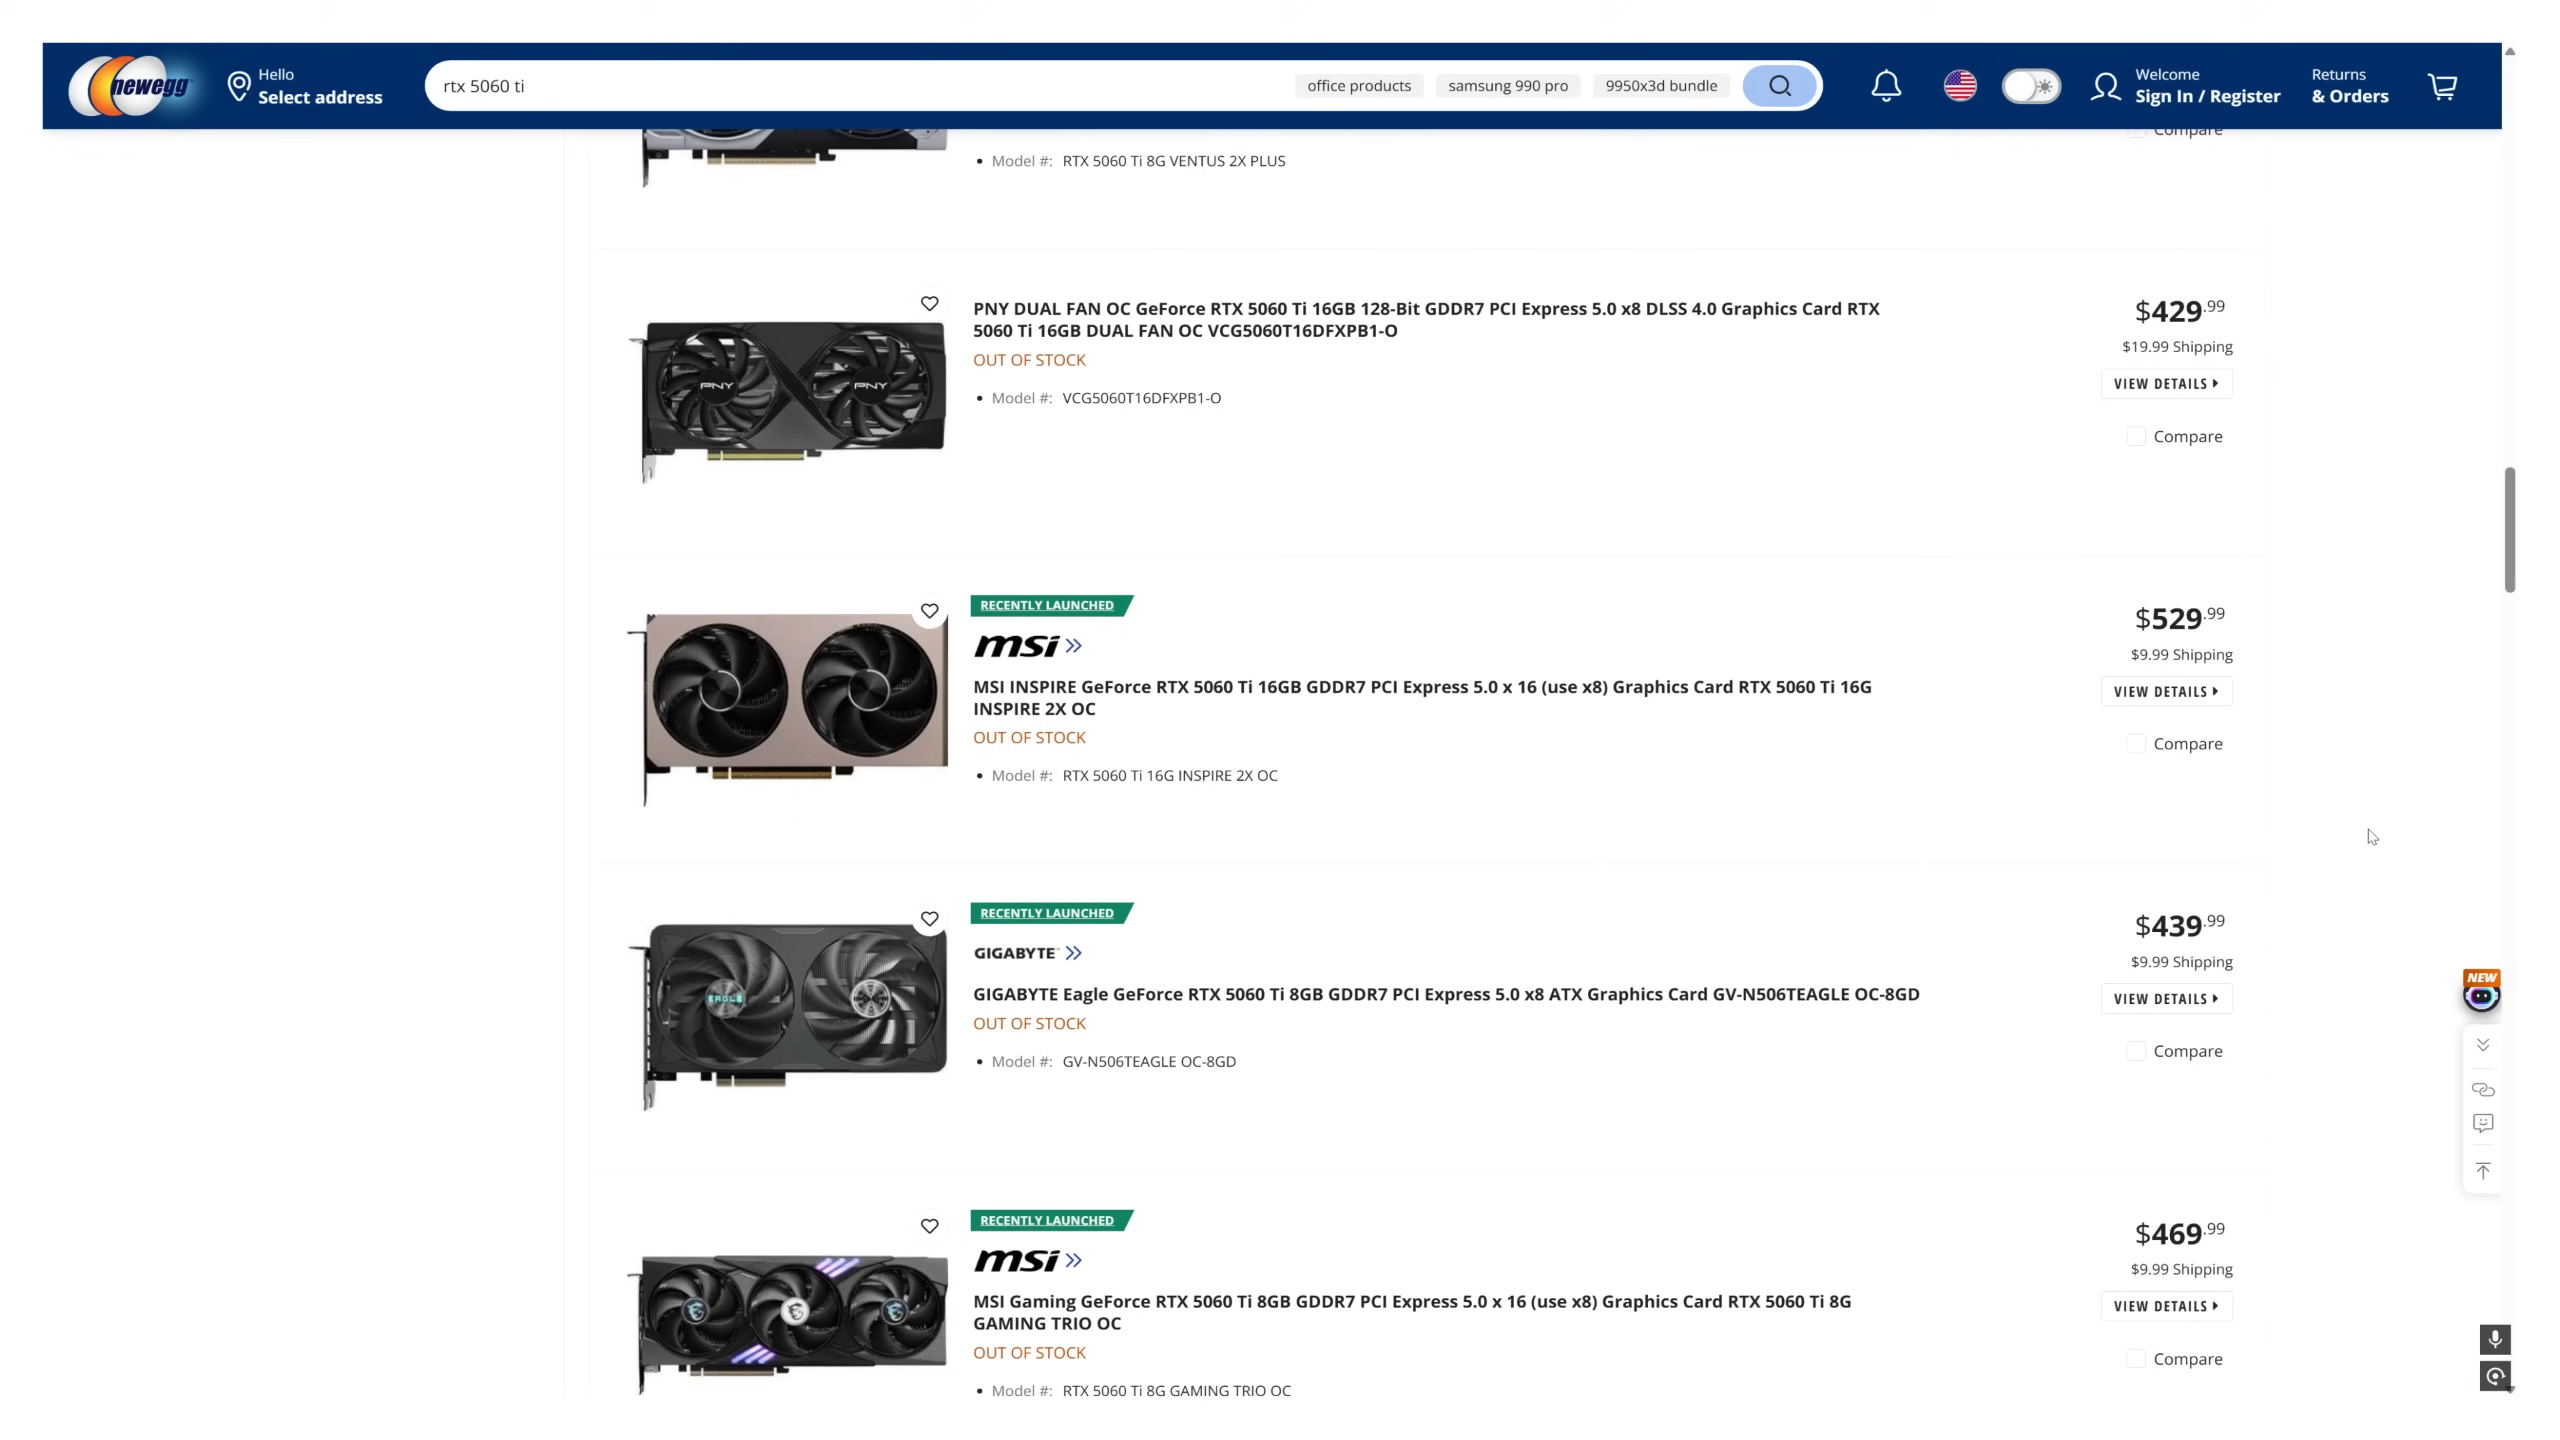 newegg
Hello
Select address
rtx 5060 ti
office products
samsung 990 pro
9950x3d bundle
Welcome
Sign In / Register
Returns
& Orders
Compare
Model #: RTX 5060 Ti 8G VENTUS 2X PLUS
PNY DUAL FAN OC GeForce RTX 5060 Ti 16GB 128-Bit GDDR7 PCI Express 5.0 x8 DLSS 4.0 Graphics Card RTX
5060 Ti 16GB DUAL FAN OC VCG5060T16DFXPB1-O
OUT OF STOCK
Model #: VCG5060T16DFXPB1-O
PNY
PNY
$429.99
$19.99 Shipping
VIEW DETAILS
Compare
RECENTLY LAUNCHED
msi
MSI INSPIRE GeForce RTX 5060 Ti 16GB GDDR7 PCI Express 5.0 x 16 (use x8) Graphics Card RTX 5060 Ti 16G
INSPIRE 2X OC
OUT OF STOCK
Model #: RTX 5060 Ti 16G INSPIRE 2X OC
$529.99
$9.99 Shipping
VIEW DETAILS
Compare
RECENTLY LAUNCHED
GIGABYTE
GIGABYTE Eagle GeForce RTX 5060 Ti 8GB GDDR7 PCI Express 5.0 x8 ATX Graphics Card GV-N506TEAGLE OC-8GD
OUT OF STOCK
Model #: GV-N506TEAGLE OC-8GD
EAGLE
$439.99
$9.99 Shipping
VIEW DETAILS
Compare
NEW
RECENTLY LAUNCHED
msi
MSI Gaming GeForce RTX 5060 Ti 8GB GDDR7 PCI Express 5.0 x 16 (use x8) Graphics Card RTX 5060 Ti 8G
GAMING TRIO OC
OUT OF STOCK
Model #: RTX 5060 Ti 8G GAMING TRIO OC
$469.99
$9.99 Shipping
VIEW DETAILS
Compare